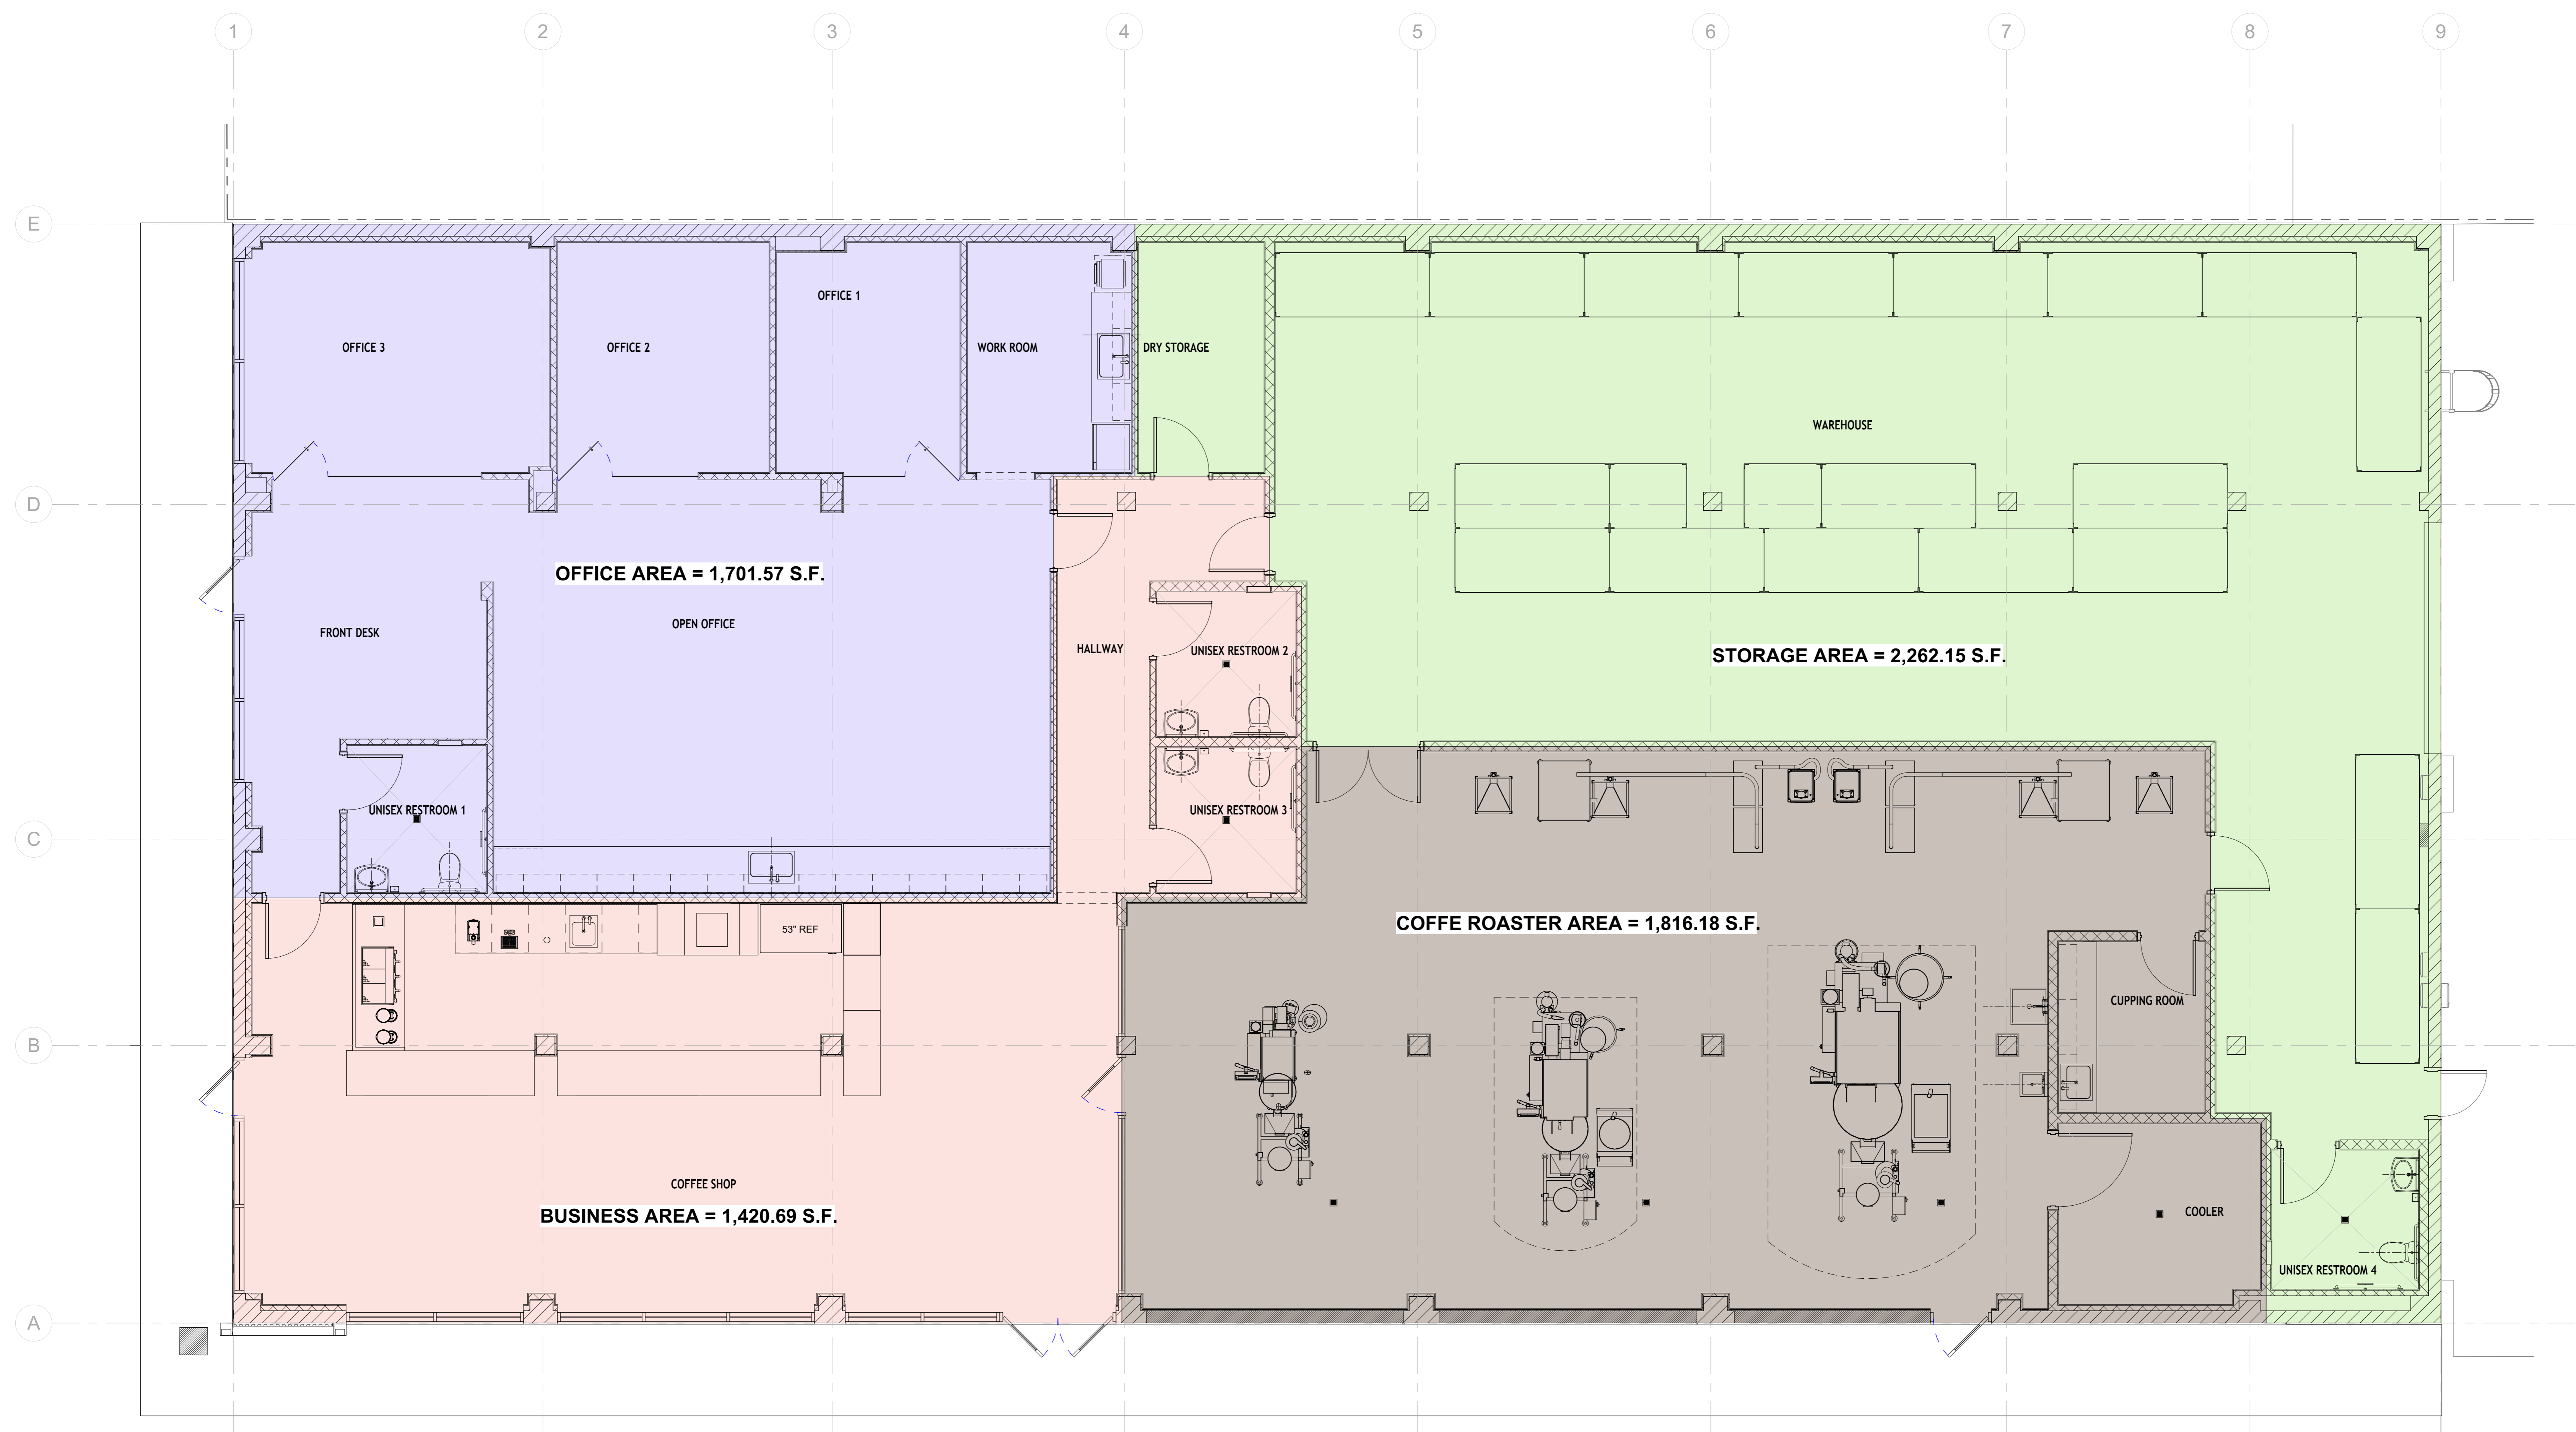 1
2
3
4
5
6
7
8
9
E
OFFICE 1
OFFICE 3
OFFICE 2
WORK ROOM
DRY STORAGE
WAREHOUSE
D
OFFICE AREA = 1,701.57 S.F.
OPEN OFFICE
FRONT DESK
HALLWAY
UNISEX RESTROOM 2
STORAGE AREA = 2,262.15 S.F.
UNISEX RESTROOM 1
UNISEX RESTROOM 3
C
COFFE ROASTER AREA = 1,816.18 S.F.
53" REF
CUPPING ROOM
B
COFFEE SHOP
BUSINESS AREA = 1,420.69 S.F.
COOLER
UNISEX RESTROOM 4
A